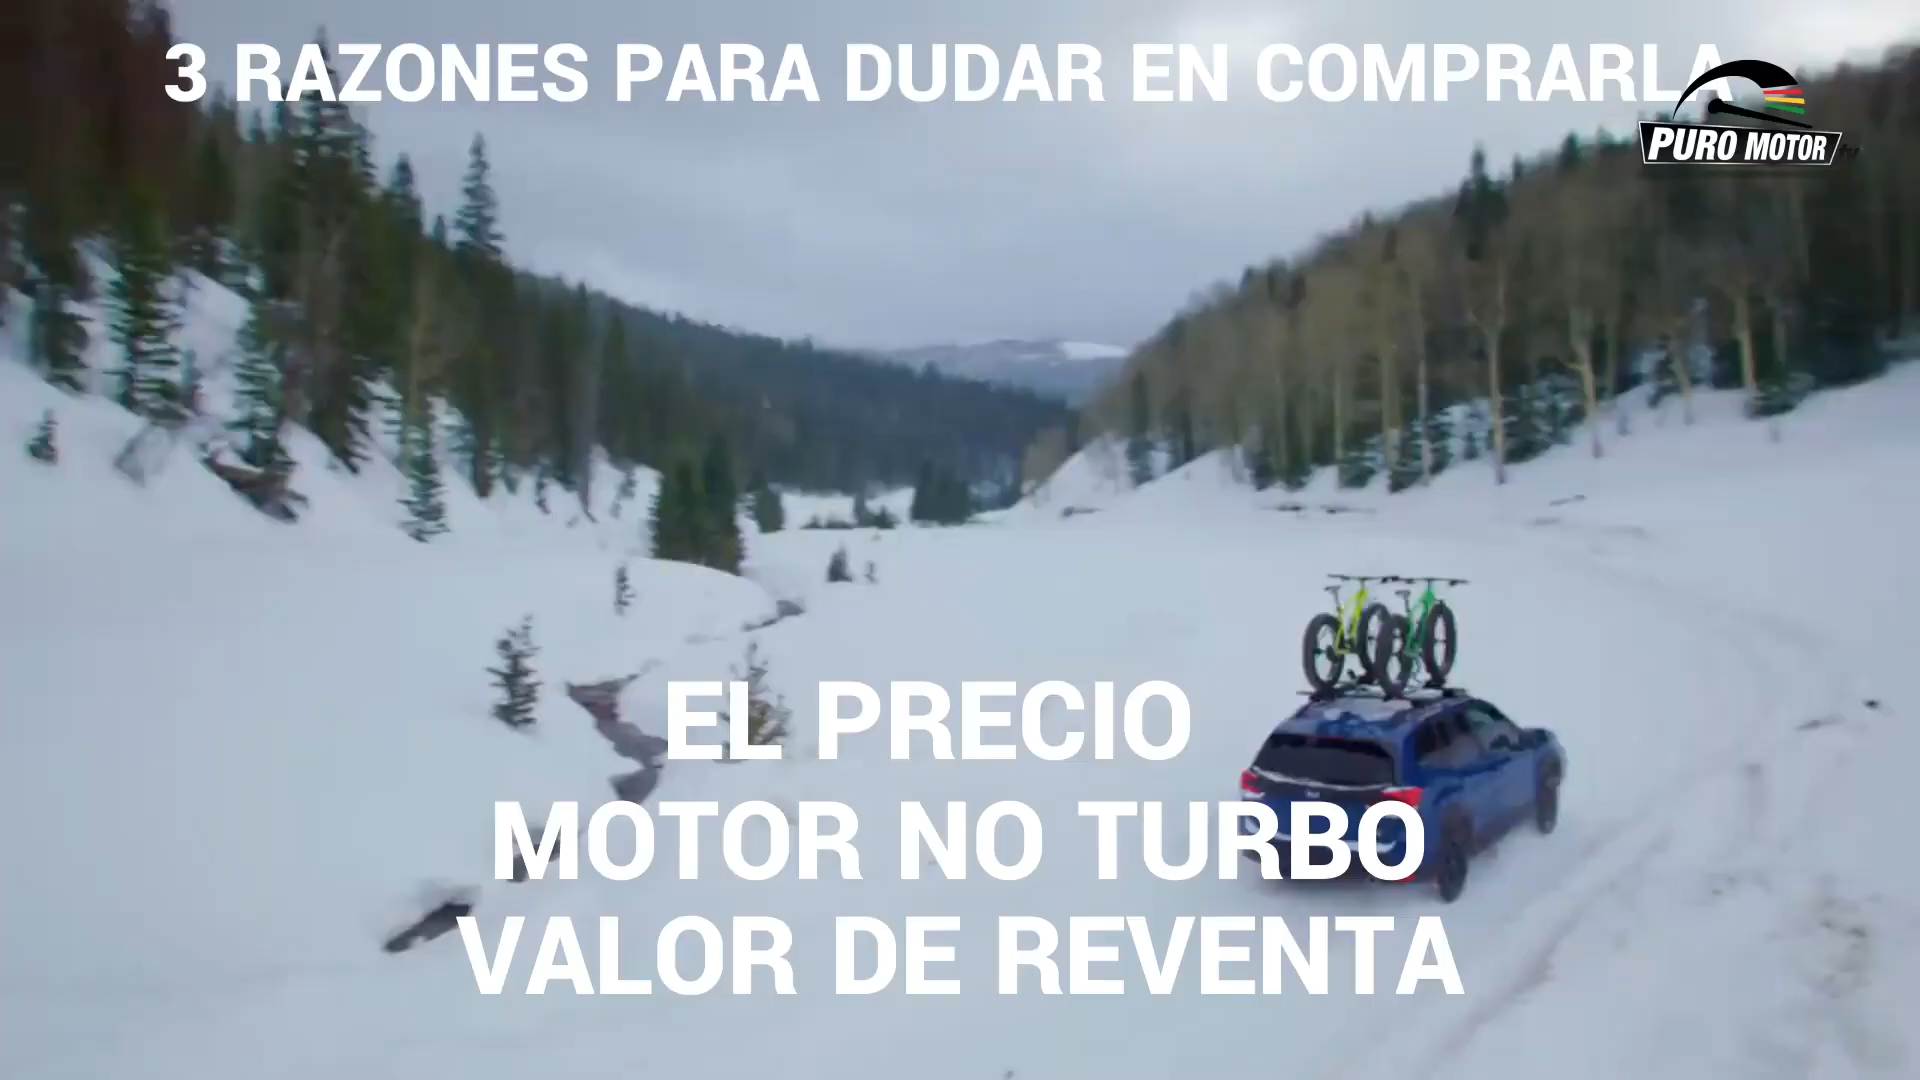 3 RAZONES PARA DUDAR EN COMPRARLA
PURO MOTOR
EL PRECIO
MOTOR NO TURBO
VALOR DE REVENTA